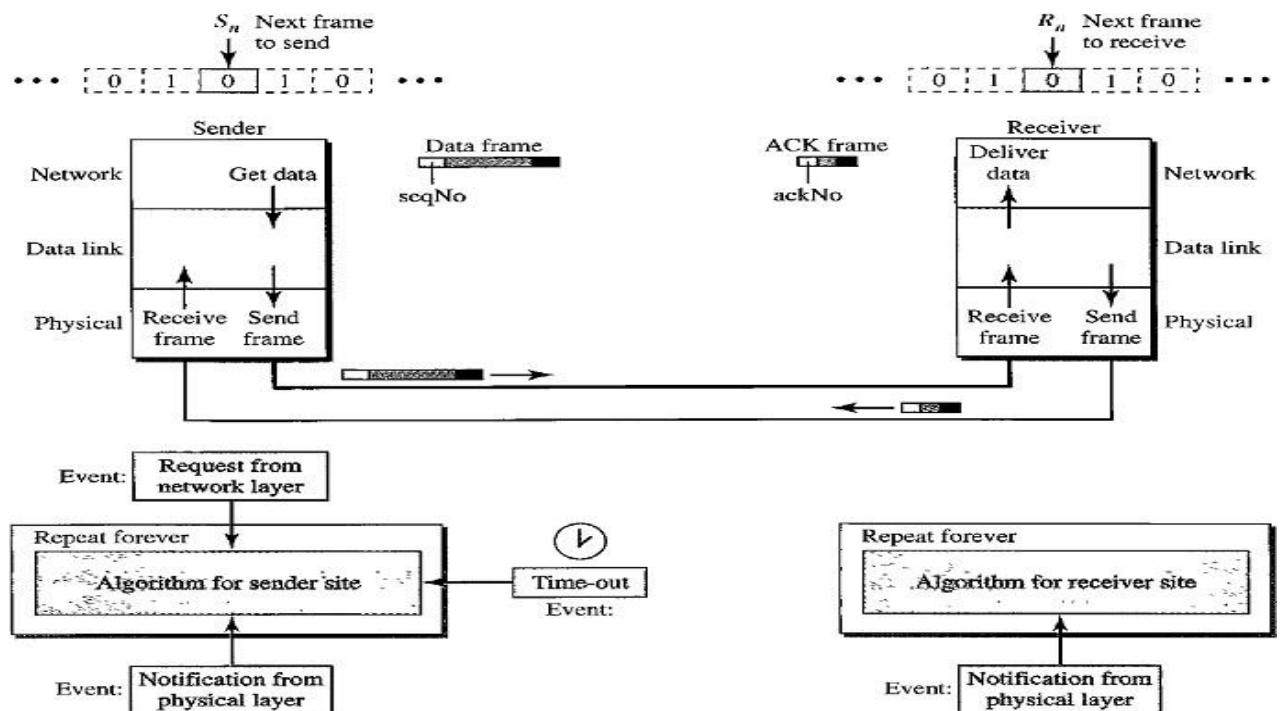 Sₙ Next frame
to send
Rₙ Next frame
to receive
••• 0 1 0 1 0 •••
••• 0 1 0 1 0 •••
Sender
Receiver
Data frame
ACK frame
seqNo
ackNo
Network
Get data
Deliver
data
Network
Data link
Data link
Physical
Receive
frame
Send
frame
Receive
frame
Send
frame
Physical
Event:
Request from
network layer
Repeat forever
Algorithm for sender site
Time-out
Event:
Event:
Notification from
physical layer
Repeat forever
Algorithm for receiver site
Event:
Notification from
physical layer